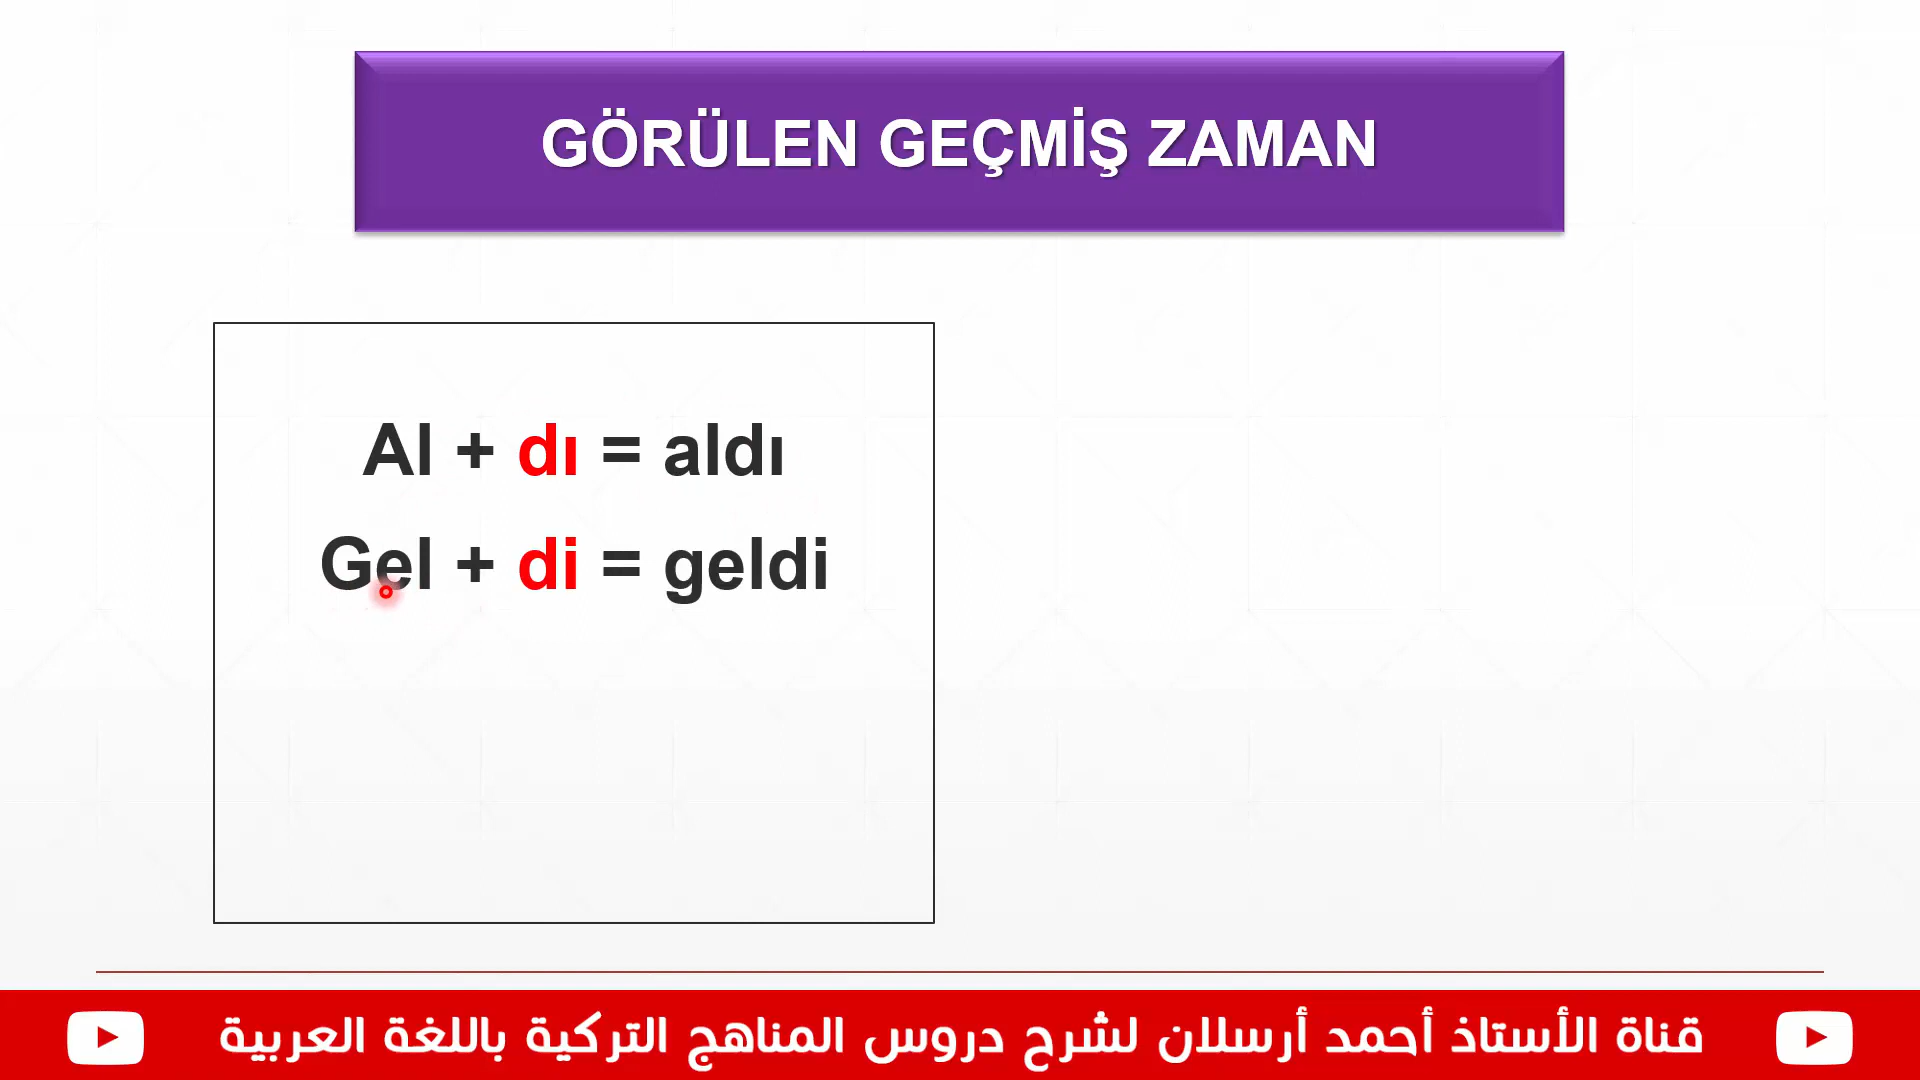 GÖRÜLEN GEÇMİŞ ZAMAN
Al + dı = aldı
Gel + di = geldi
قناة الأستاذ أحمد أرسلان لشرح دروس المناهج التركية باللغة العربية